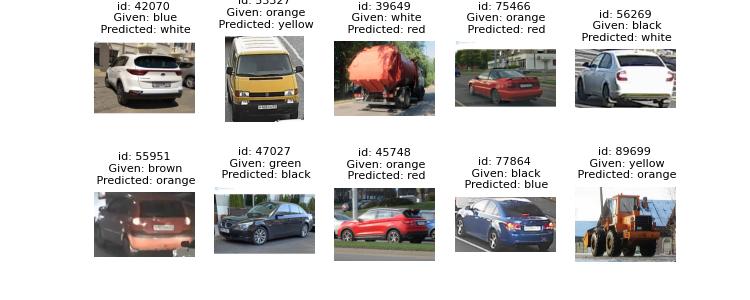 id: 42070
Given: blue
Predicted: white
id: 53327
Given: orange
Predicted: yellow
id: 39649
Given: white
Predicted: red
id: 75466
Given: orange
Predicted: red
id: 56269
Given: black
Predicted: white
id: 55951
Given: brown
Predicted: orange
id: 47027
Given: green
Predicted: black
id: 45748
Given: orange
Predicted: red
id: 77864
Given: black
Predicted: blue
id: 89699
Given: yellow
Predicted: orange